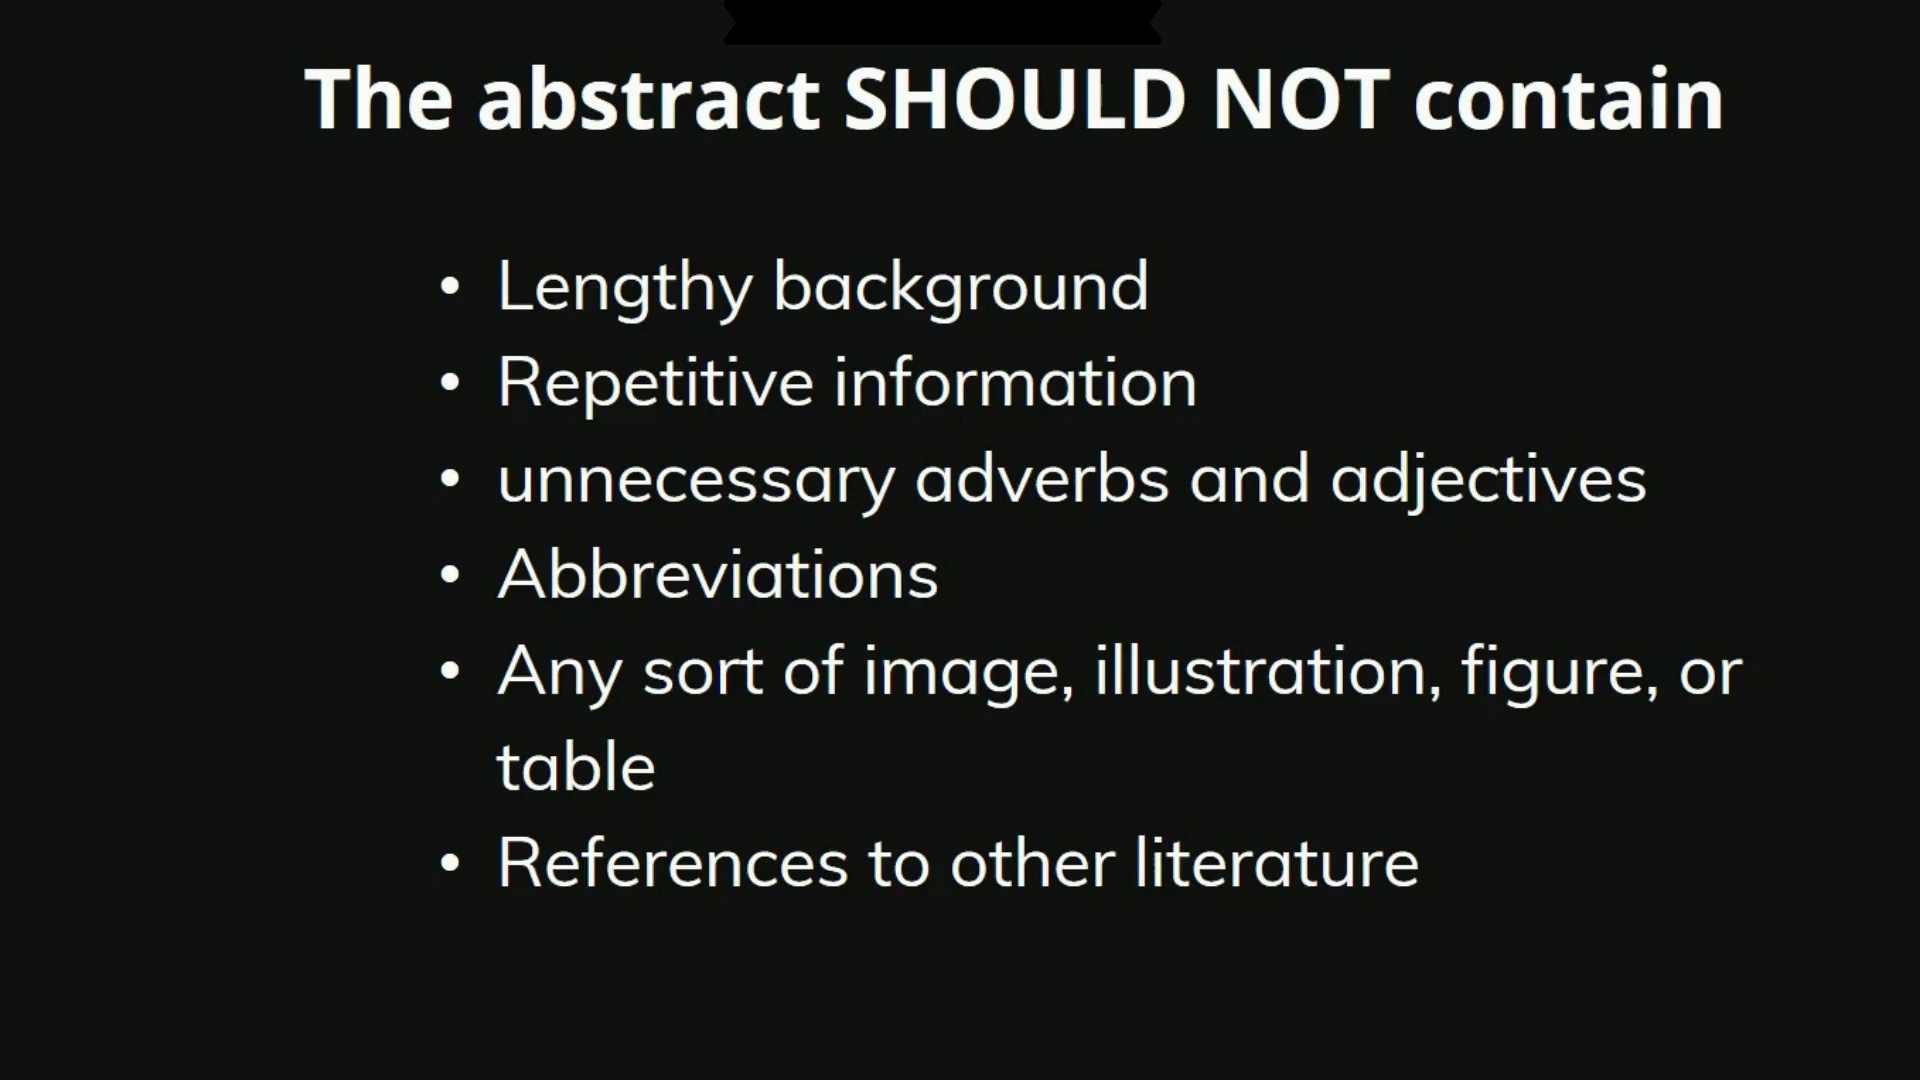 The abstract SHOULD NOT contain
• Lengthy background
• Repetitive information
• unnecessary adverbs and adjectives
• Abbreviations
• Any sort of image, illustration, figure, or
table
• References to other literature